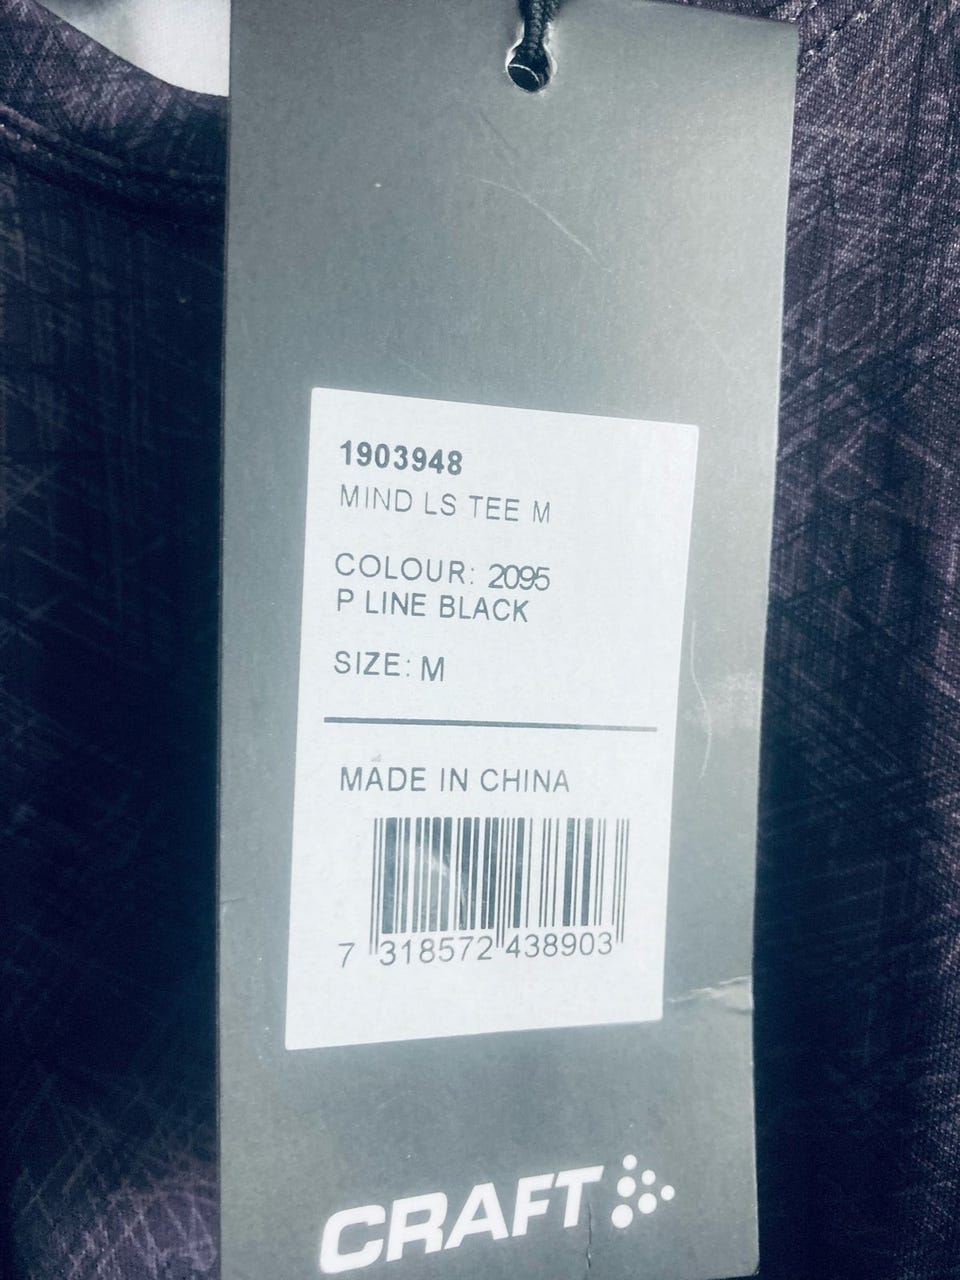 1903948
MIND LS TEE M
COLOUR: 2095
P LINE BLACK
SIZE: M
MADE IN CHINA
7 318572 438903
CRAFT